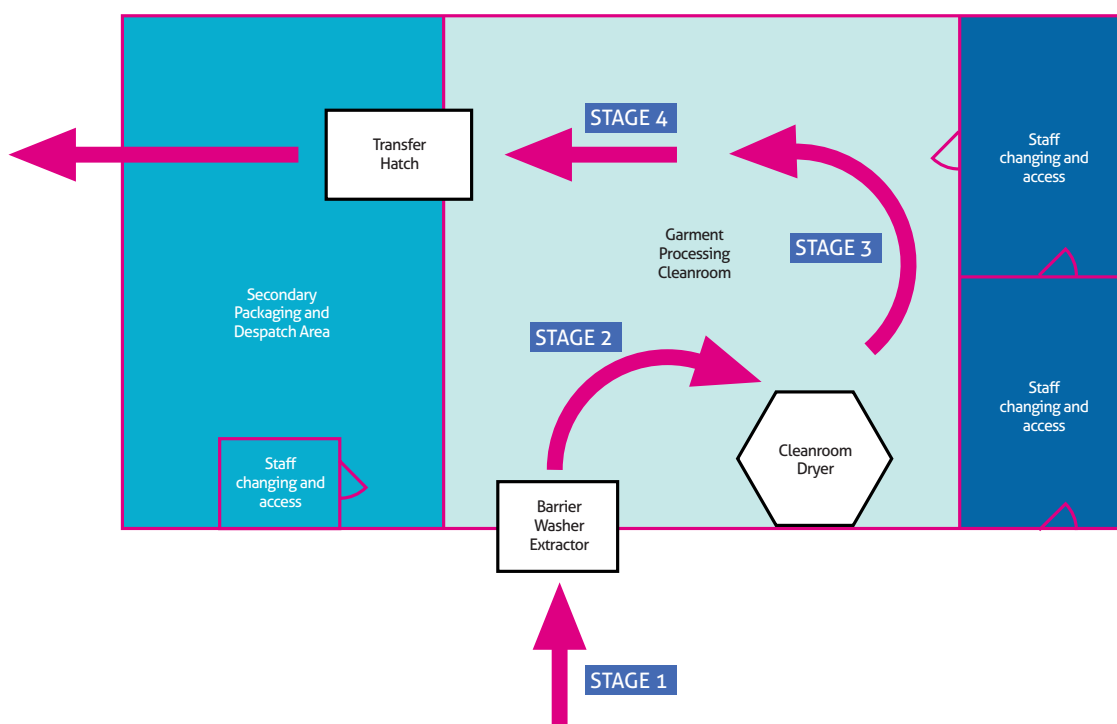 STAGE 4
Transfer
Hatch
Staff
changing and
access
Garment
Processing
Cleanroom
STAGE 3
Secondary
Packaging and
Despatch Area
STAGE 2
Staff
changing and
access
Staff
changing and
access
Cleanroom
Dryer
Barrier
Washer
Extractor
STAGE 1